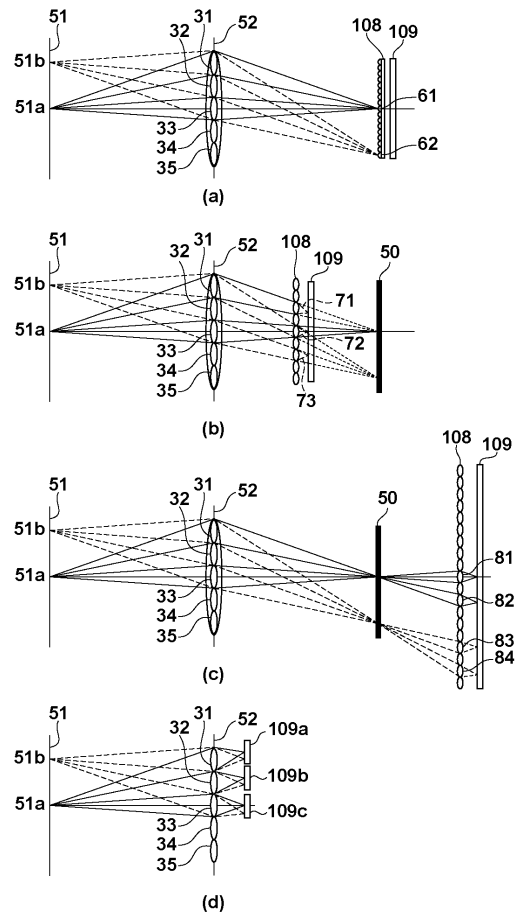 51 31 52 108 109
32
51b
51a 61
33
34 62
35
(a)
51 31 52 108 109 50
32
51b 71
51a
33 72
34
35 73
(b)
108 109
51 31 52 50
32
51b
51a 81
33 82
34
35 83
84
(c)
51 31 52 109a
32
51b 109b
51a
33 109c
34
35
(d)